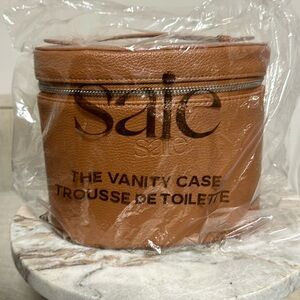 saie
THE VANITY CASE
TROUSSE DE TOILETTE